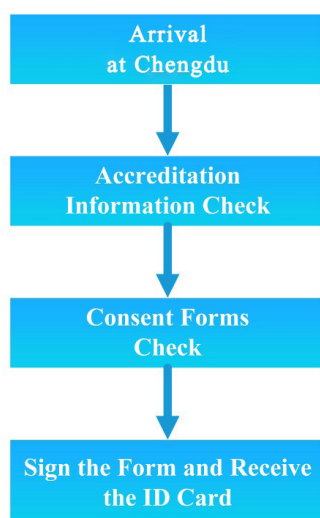 Arrival
at Chengdu
Accreditation
Information Check
Consent Forms
Check
Sign the Form and Receive
the ID Card